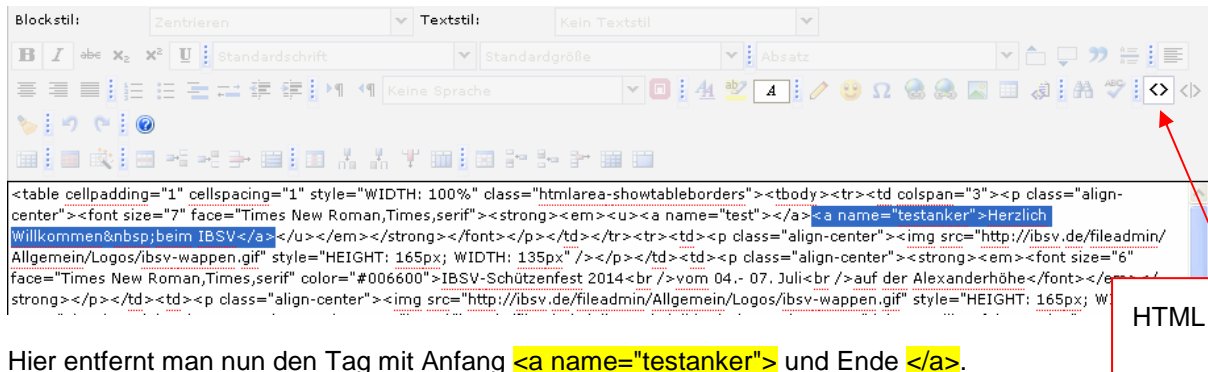 Blockstil: Zentrieren Textstil: Kein Textstil
B I abc x₂ x² U Standardschrift Standardgröße Absatz
Keine Sprache
<table cellpadding="1" cellspacing="1" style="WIDTH: 100%" class="htmlarea-showtableborders"><tbody><tr><td colspan="3"><p class="align-
center"><font size="7" face="Times New Roman,Times,serif"><strong><em><u><a name="test"></a><a name="testanker">Herzlich
Willkommen&nbsp;beim IBSV</a></u></em></strong></font></p></td></tr><tr><td><p class="align-center"><img src="http://ibsv.de/fileadmin/
Allgemein/Logos/ibsv-wappen.gif" style="HEIGHT: 165px; WIDTH: 135px" /></p></td><td><p class="align-center"><strong><em><font size="6"
face="Times New Roman,Times,serif" color="#006600">IBSV-Schützenfest 2014<br />vom 04.- 07. Juli<br />auf der Alexanderhöhe</font></em></
strong></p></td><td><p class="align-center"><img src="http://ibsv.de/fileadmin/Allgemein/Logos/ibsv-wappen.gif" style="HEIGHT: 165px;
HTML
Hier entfernt man nun den Tag mit Anfang <a name="testanker"> und Ende </a>.